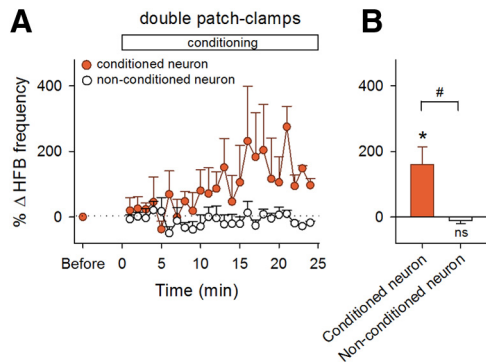 A
double patch-clamps
conditioning
conditioned neuron
non-conditioned neuron
% Δ HFB frequency
400
200
0
Before
0
5
10
15
20
25
Time (min)
B
400
200
0
#
*
ns
Conditioned neuron
Non-conditioned neuron